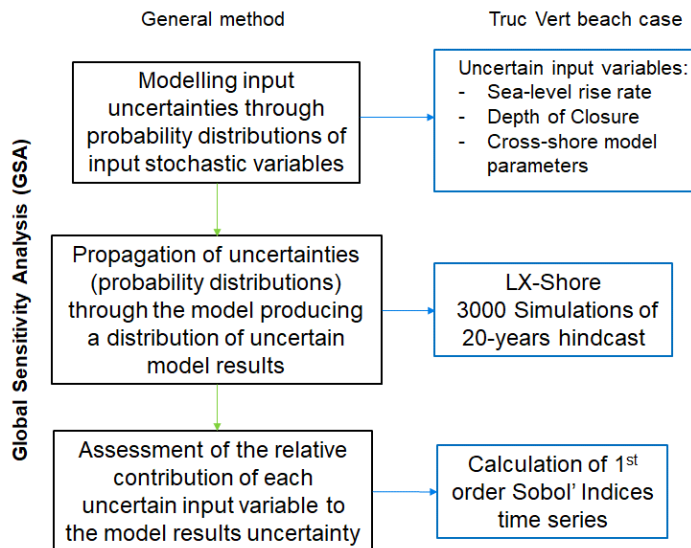 General method
Truc Vert beach case
Global Sensitivity Analysis (GSA)
Modelling input
uncertainties through
probability distributions of
input stochastic variables
Uncertain input variables:
- Sea-level rise rate
- Depth of Closure
- Cross-shore model
parameters
Propagation of uncertainties
(probability distributions)
through the model producing
a distribution of uncertain
model results
LX-Shore
3000 Simulations of
20-years hindcast
Assessment of the relative
contribution of each
uncertain input variable to
the model results uncertainty
Calculation of 1st
order Sobol' Indices
time series